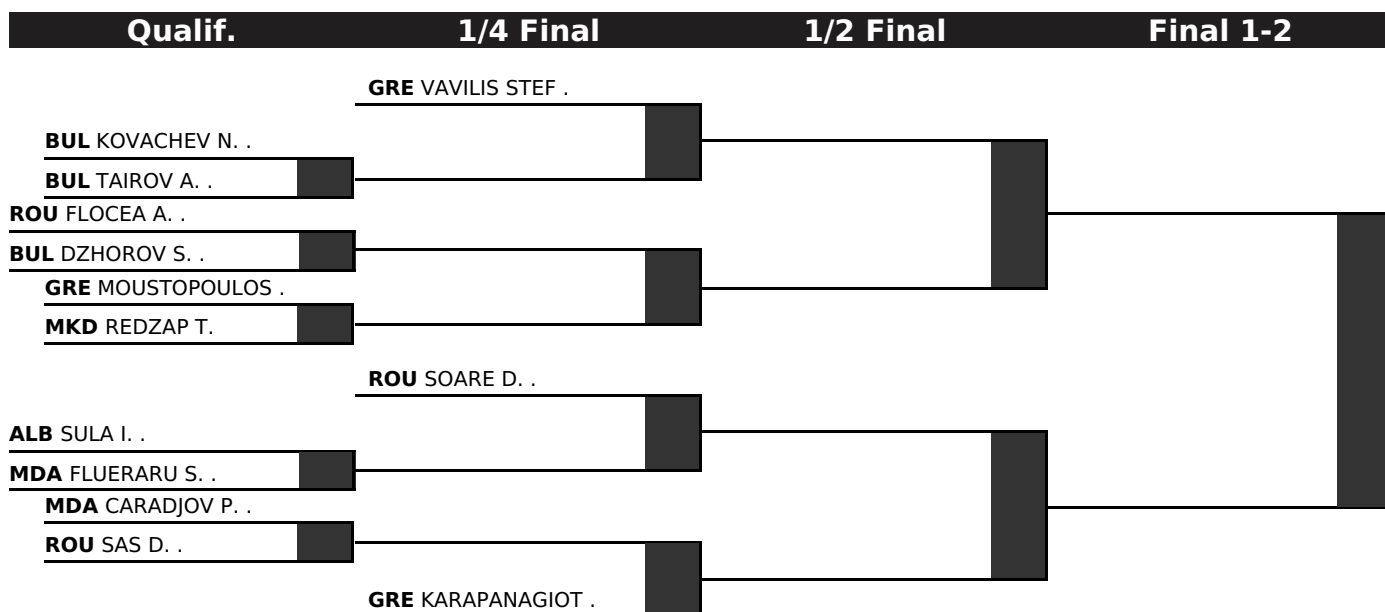 Qualif. 1/4 Final 1/2 Final Final 1-2
GRE VAVILIS STEF .
BUL KOVACHEV N. .
BUL TAIROV A. .
ROU FLOCEA A. .
BUL DZHOROV S. .
GRE MOUSTOPOULOS .
MKD REDZAP T.
ROU SOARE D. .
ALB SULA I. .
MDA FLUERARU S. .
MDA CARADJOV P. .
ROU SAS D. .
GRE KARAPANAGIOT .